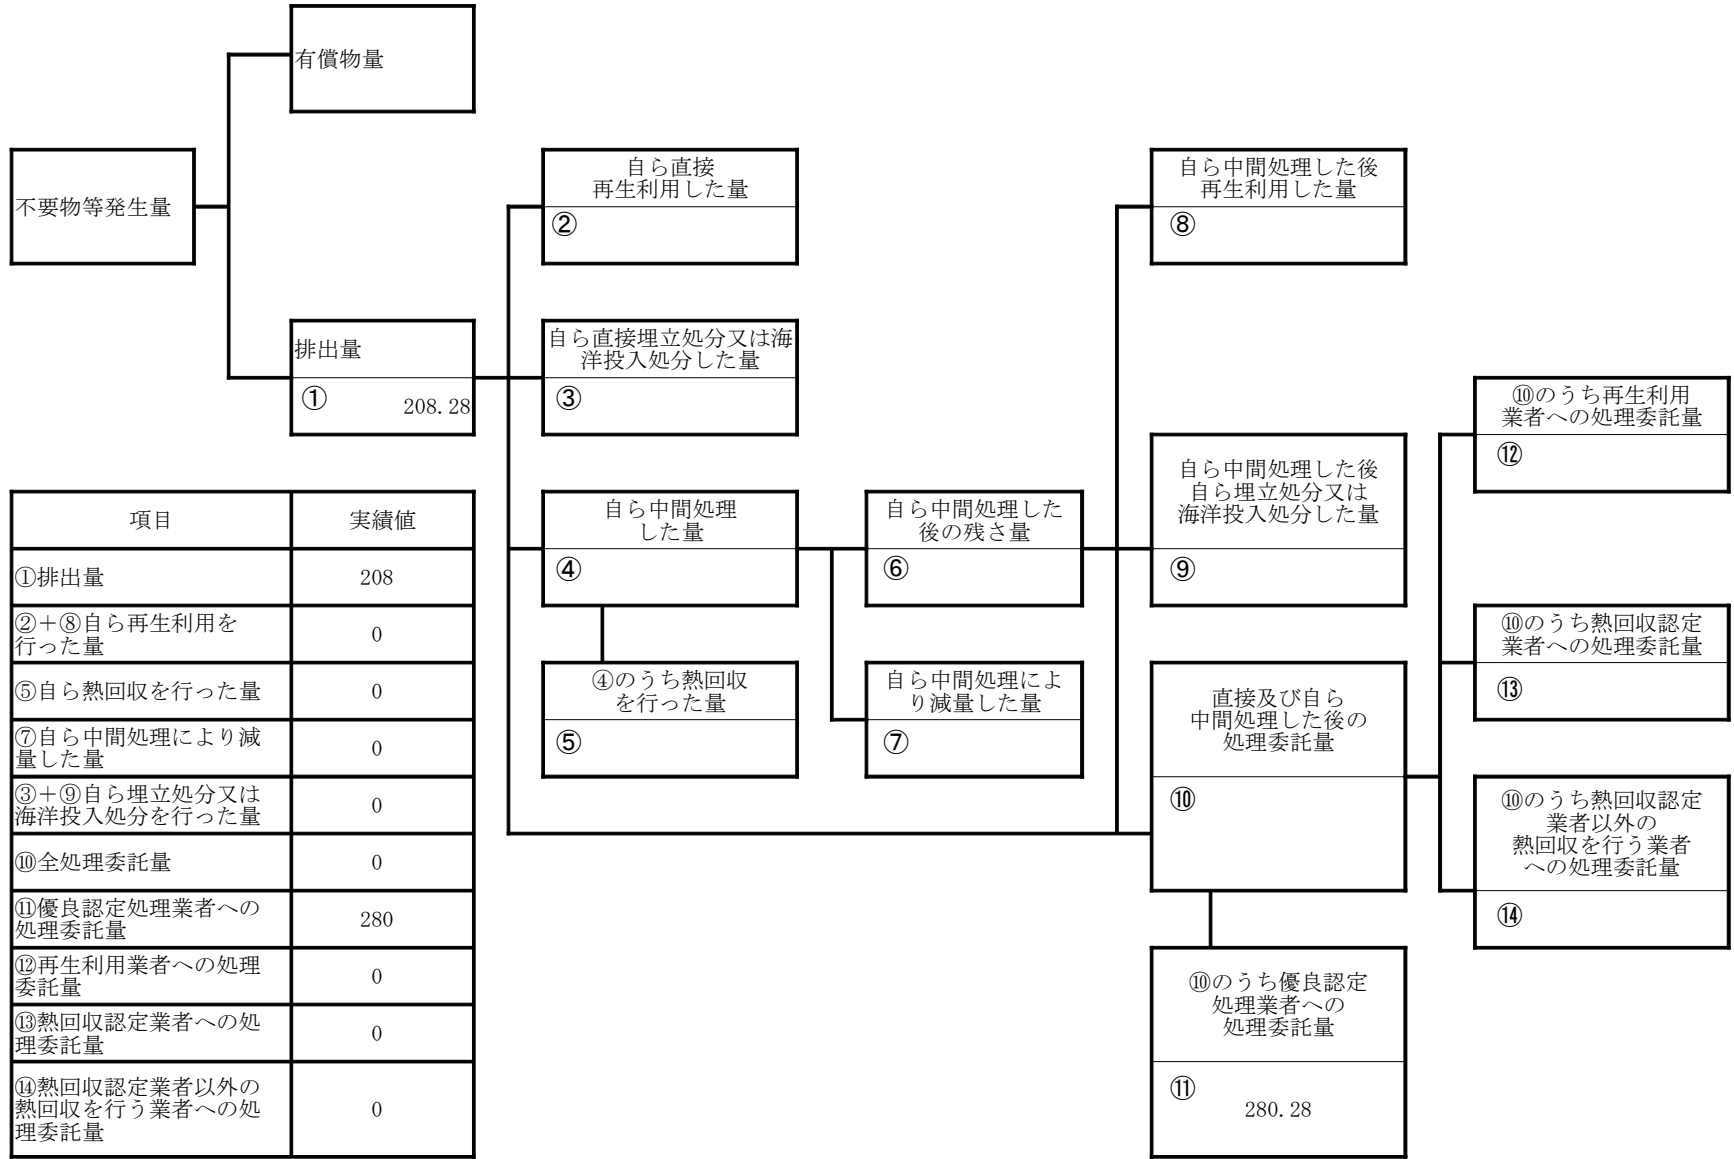 有償物量
不要物等発生量
自ら直接
再生利用した量
②
自ら中間処理した後
再生利用した量
⑧
排出量
① 208.28
自ら直接埋立処分又は海
洋投入処分した量
③
⑩のうち再生利用
業者への処理委託量
⑫
自ら中間処理
した量
④
自ら中間処理した
後の残さ量
⑥
自ら中間処理した後
自ら埋立処分又は
海洋投入処分した量
⑨
④のうち熱回収
を行った量
⑤
自ら中間処理によ
り減量した量
⑦
直接及び自ら
中間処理した後の
処理委託量
⑩
⑩のうち熱回収認定
業者への処理委託量
⑬
⑩のうち熱回収認定
業者以外の
熱回収を行う業者
への処理委託量
⑭
⑩のうち優良認定
処理業者への
処理委託量
⑪
280.28
項目 実績値
①排出量 208
②＋⑧自ら再生利用を
行った量 0
⑤自ら熱回収を行った量 0
⑦自ら中間処理により減
量した量 0
③＋⑨自ら埋立処分又は
海洋投入処分を行った量 0
⑩全処理委託量 0
⑪優良認定処理業者への
処理委託量 280
⑫再生利用業者への処理
委託量 0
⑬熱回収認定業者への処
理委託量 0
⑭熱回収認定業者以外の
熱回収を行う業者への処
理委託量 0